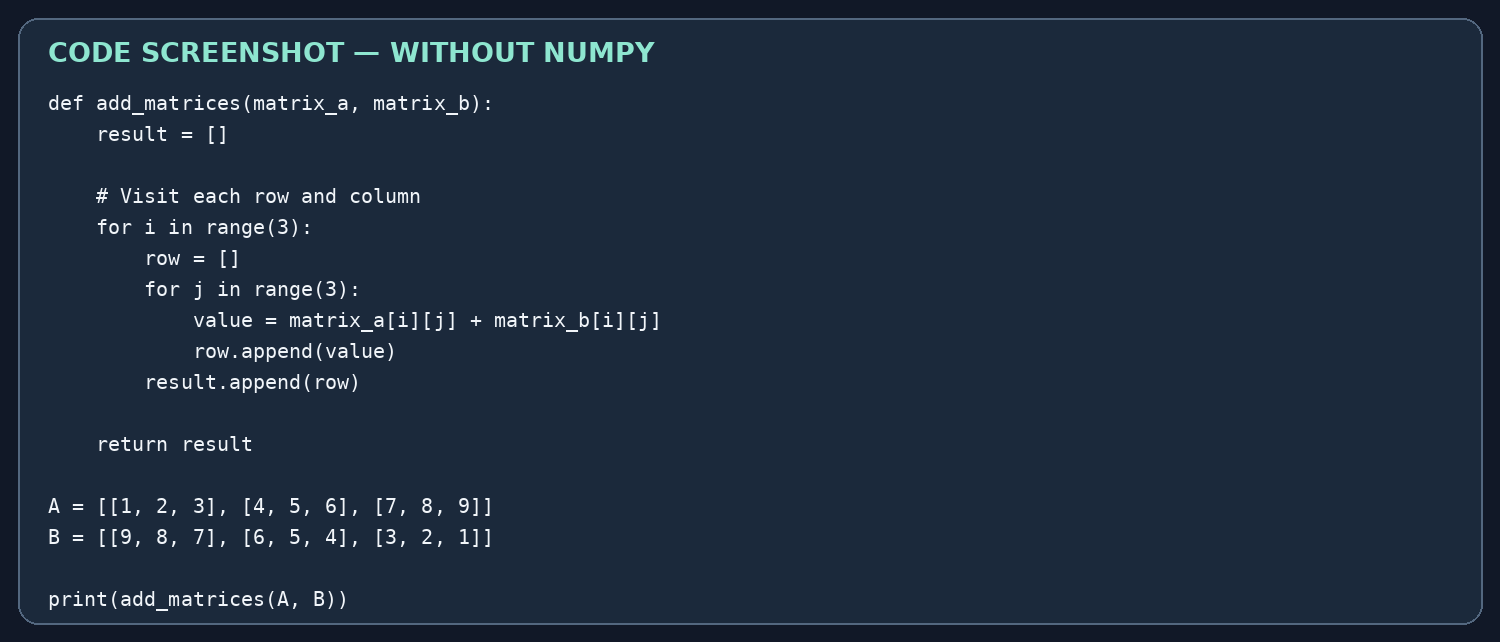 CODE SCREENSHOT — WITHOUT NUMPY
def add_matrices(matrix_a, matrix_b):
    result = []

    # Visit each row and column
    for i in range(3):
        row = []
        for j in range(3):
            value = matrix_a[i][j] + matrix_b[i][j]
            row.append(value)
        result.append(row)

    return result

A = [[1, 2, 3], [4, 5, 6], [7, 8, 9]]
B = [[9, 8, 7], [6, 5, 4], [3, 2, 1]]

print(add_matrices(A, B))